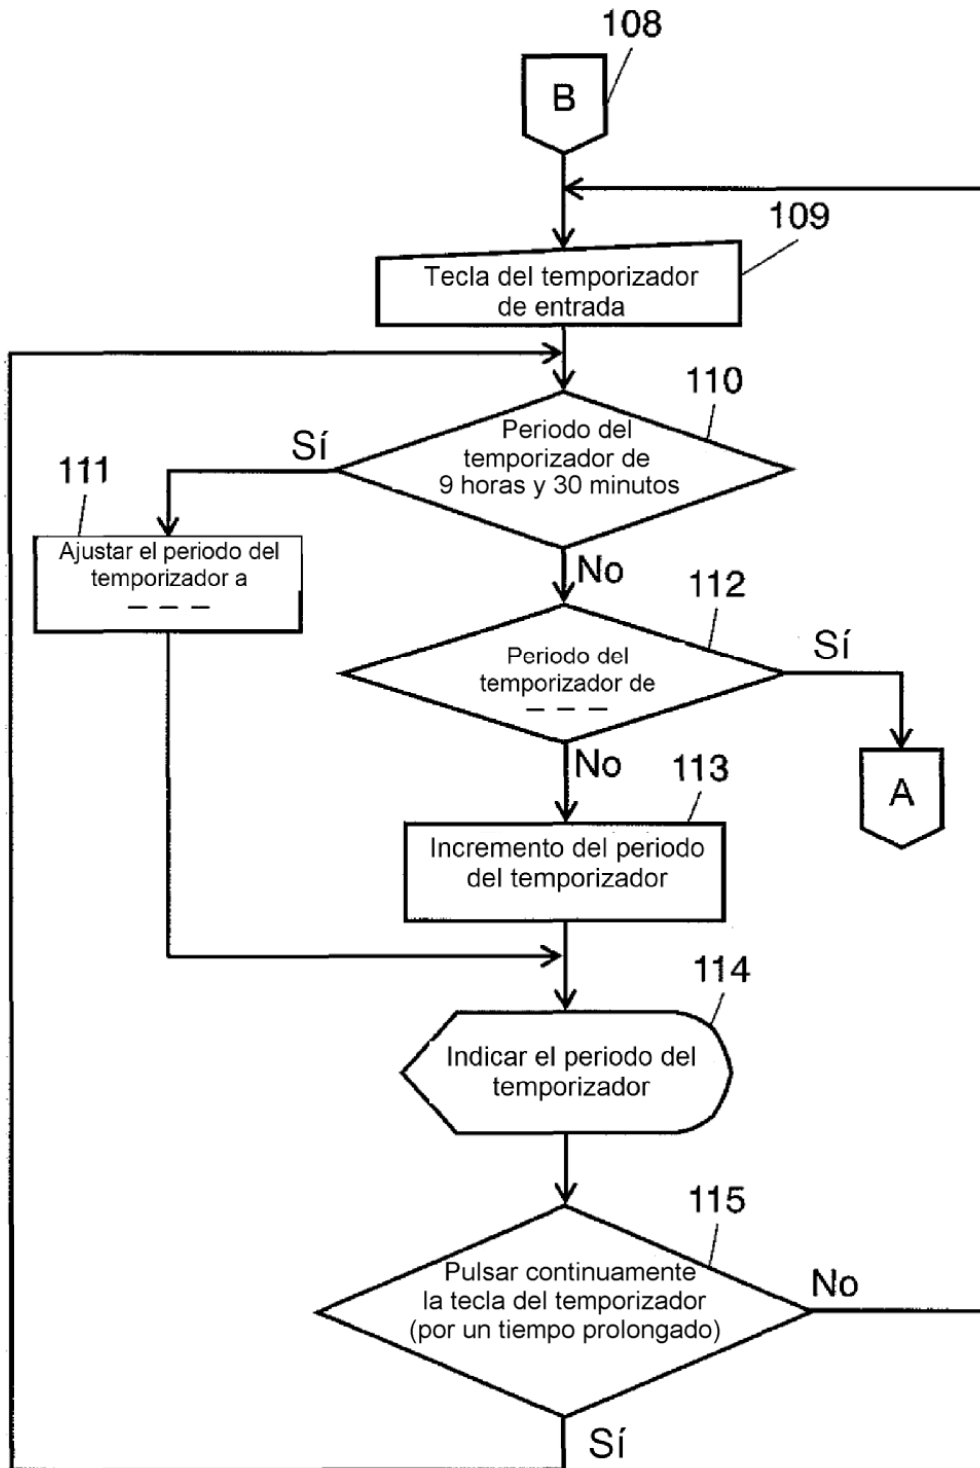 108
B
109
Tecla del temporizador
de entrada
110
Periodo del
temporizador de
9 horas y 30 minutos
Sí
111
Ajustar el periodo del
temporizador a
_ _ _
No
112
Periodo del
temporizador de
_ _ _
Sí
A
No
113
Incremento del periodo
del temporizador
114
Indicar el periodo del
temporizador
115
Pulsar continuamente
la tecla del temporizador
(por un tiempo prolongado)
No
Sí